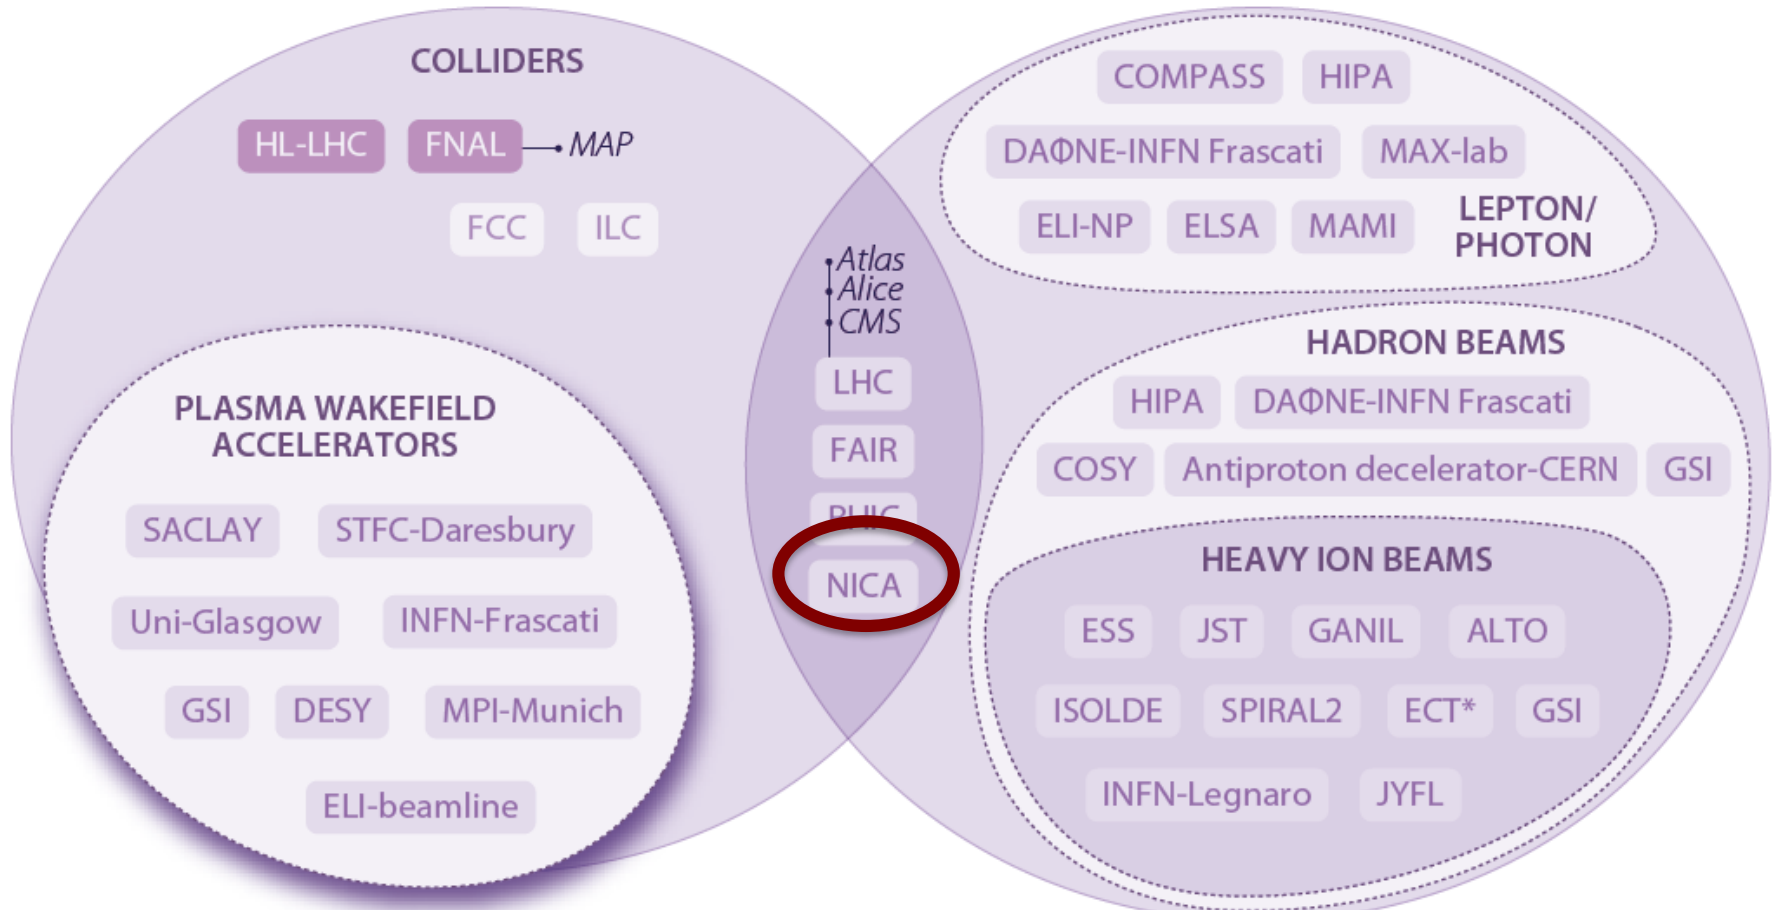 COLLIDERS
HL-LHC FNAL MAP
FCC ILC
PLASMA WAKEFIELD
ACCELERATORS
SACLAY STFC-Daresbury
Uni-Glasgow INFN-Frascati
GSI DESY MPI-Munich
ELI-beamline
Atlas
Alice
CMS
LHC
FAIR
RHIC
NICA
COMPASS HIPA
DAΦNE-INFN Frascati MAX-lab
ELI-NP ELSA MAMI
LEPTON/
PHOTON
HADRON BEAMS
HIPA DAΦNE-INFN Frascati
COSY Antiproton decelerator-CERN GSI
HEAVY ION BEAMS
ESS JST GANIL ALTO
ISOLDE SPIRAL2 ECT* GSI
INFN-Legnaro JYFL